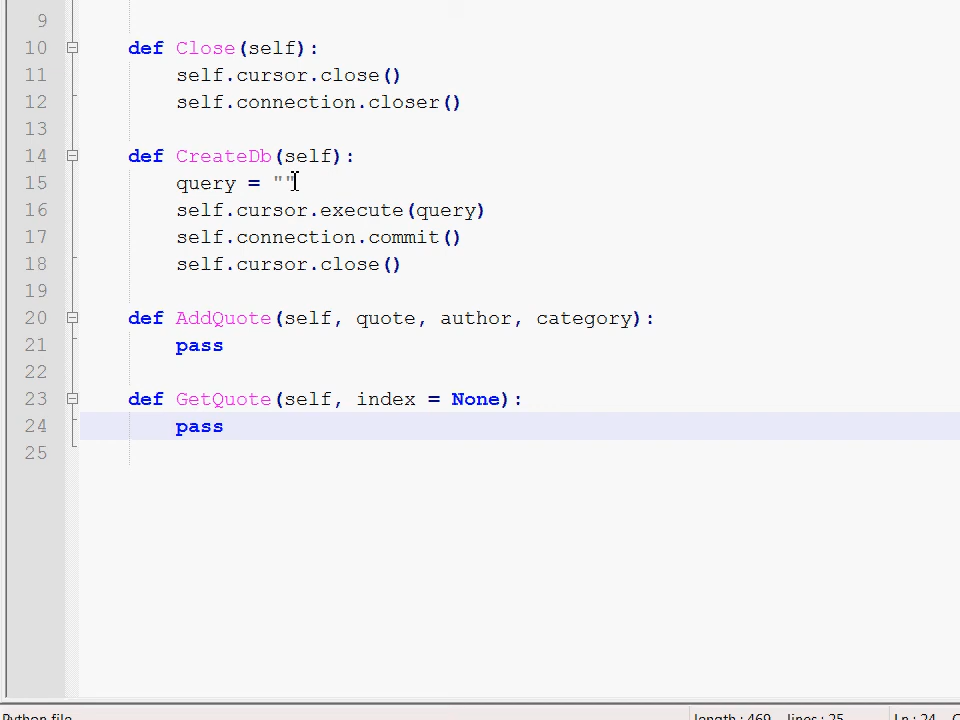 9
10 def Close(self):
11 self.cursor.close()
12 self.connection.closer()
13
14 def CreateDb(self):
15 query = ""
16 self.cursor.execute(query)
17 self.connection.commit()
18 self.cursor.close()
19
20 def AddQuote(self, quote, author, category):
21 pass
22
23 def GetQuote(self, index = None):
24 pass
25
Python file length : 469 lines : 25 Ln : 24